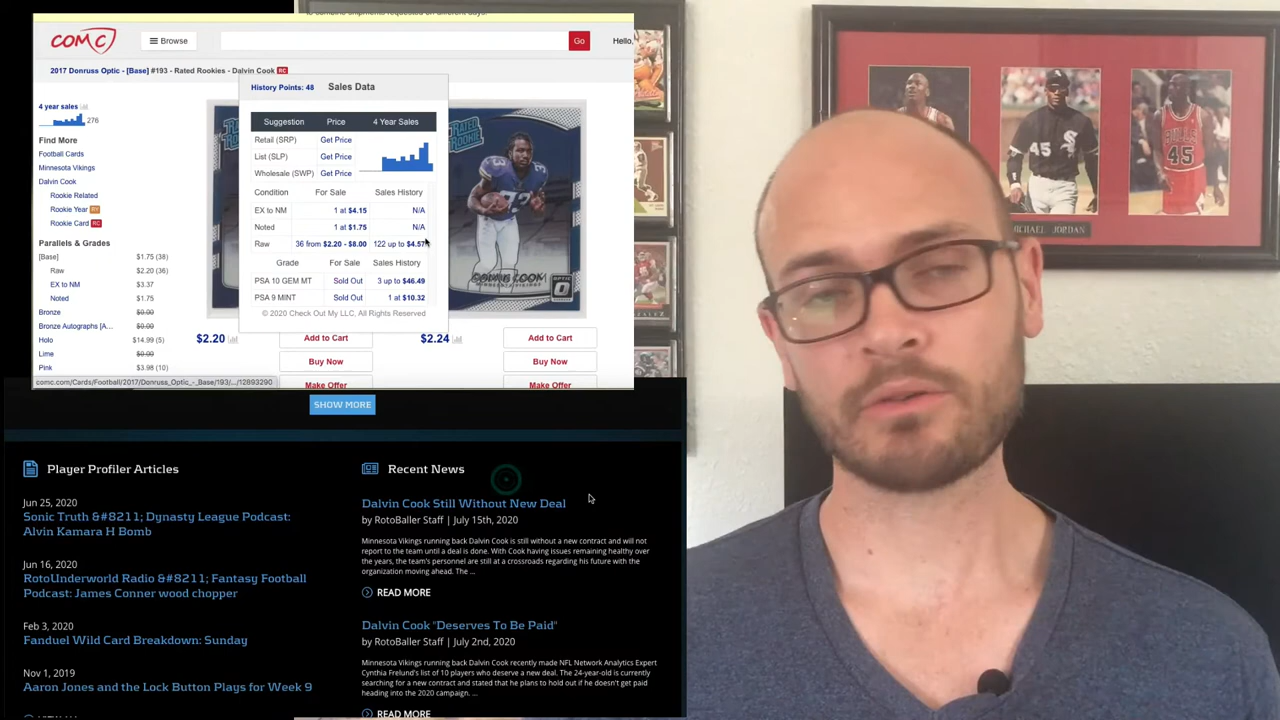 COMC
Browse
Go
Hello,
2017 Donruss Optic - [Base] #193 - Rated Rookies - Dalvin Cook RC
4 year sales
276
Find More
Football Cards
Minnesota Vikings
Dalvin Cook
Rookie Related
Rookie Year RY
Rookie Card RC
Parallels & Grades
[Base] $1.75 (38)
Raw $2.20 (36)
EX to NM $3.37
Noted $1.75
Bronze $0.00
Bronze Autographs [A... $0.00
Holo $14.99 (5)
Lime $0.00
Pink $3.98 (10)
comc.com/Cards/Football/2017/Donruss_Optic_-_Base/193/.../12893290
History Points: 48 Sales Data
Suggestion Price 4 Year Sales
Retail (SRP) Get Price
List (SLP) Get Price
Wholesale (SWP) Get Price
Condition For Sale Sales History
EX to NM 1 at $4.15 N/A
Noted 1 at $1.75 N/A
Raw 36 from $2.20 - $8.00 122 up to $4.57
Grade For Sale Sales History
PSA 10 GEM MT Sold Out 3 up to $46.49
PSA 9 MINT Sold Out 1 at $10.32
© 2020 Check Out My LLC, All Rights Reserved
RATED ROOKIE
OPTIC
$2.20
Add to Cart
Buy Now
Make Offer
$2.24
Add to Cart
Buy Now
Make Offer
45
45
MICHAEL JORDAN
SHOW MORE
Player Profiler Articles
Jun 25, 2020
Sonic Truth &#8211; Dynasty League Podcast:
Alvin Kamara H Bomb
Jun 16, 2020
RotoUnderworld Radio &#8211; Fantasy Football
Podcast: James Conner wood chopper
Feb 3, 2020
Fanduel Wild Card Breakdown: Sunday
Nov 1, 2019
Aaron Jones and the Lock Button Plays for Week 9
Recent News
Dalvin Cook Still Without New Deal
by RotoBaller Staff | July 15th, 2020
Minnesota Vikings running back Dalvin Cook is still without a new contract and will not
report to the team until a deal is done. With Cook having issues remaining healthy over
the years, the team's personnel are still at a crossroads regarding his future with the
organization moving ahead. The ...
READ MORE
Dalvin Cook "Deserves To Be Paid"
by RotoBaller Staff | July 2nd, 2020
Minnesota Vikings running back Dalvin Cook recently made NFL Network Analytics Expert
Cynthia Frelund's list of 10 players who deserve a new deal. The 24-year-old is currently
searching for a new contract and stated that he plans to hold out if he doesn't get paid
heading into the 2020 campaign. ...
READ MORE